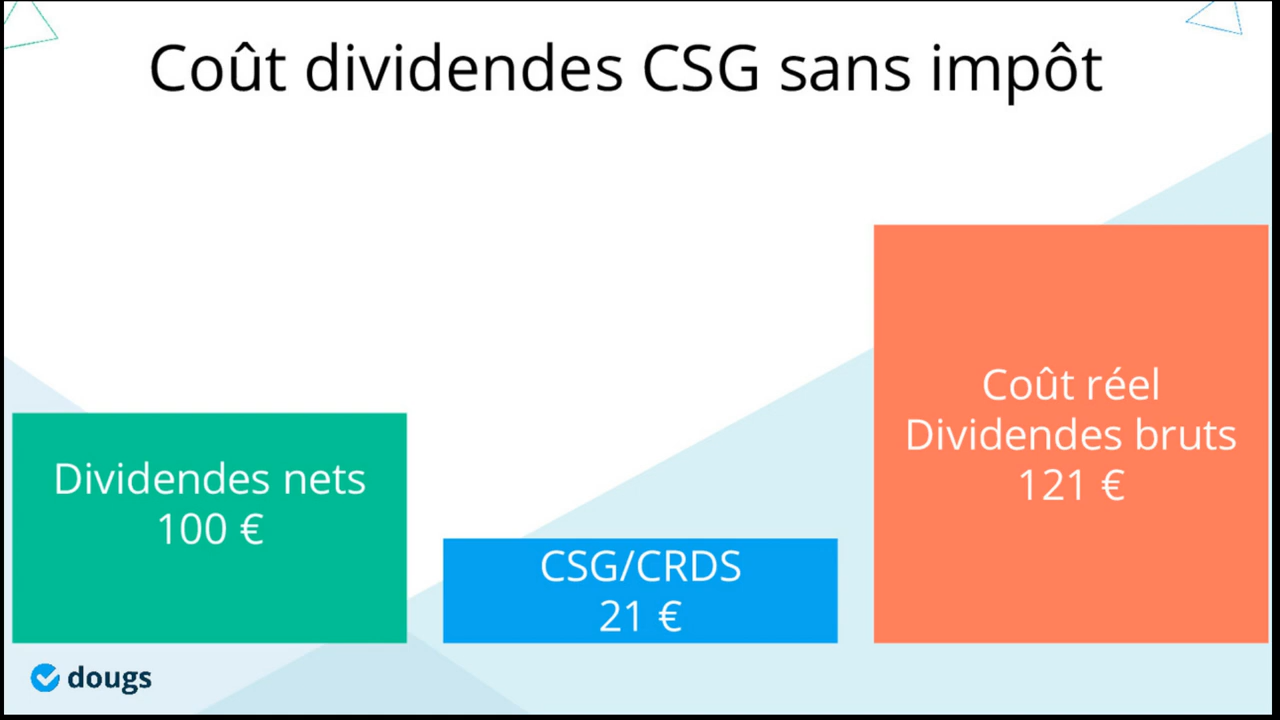 Coût dividendes CSG sans impôt
Dividendes nets
100 €
CSG/CRDS
21 €
Coût réel
Dividendes bruts
121 €
dougs